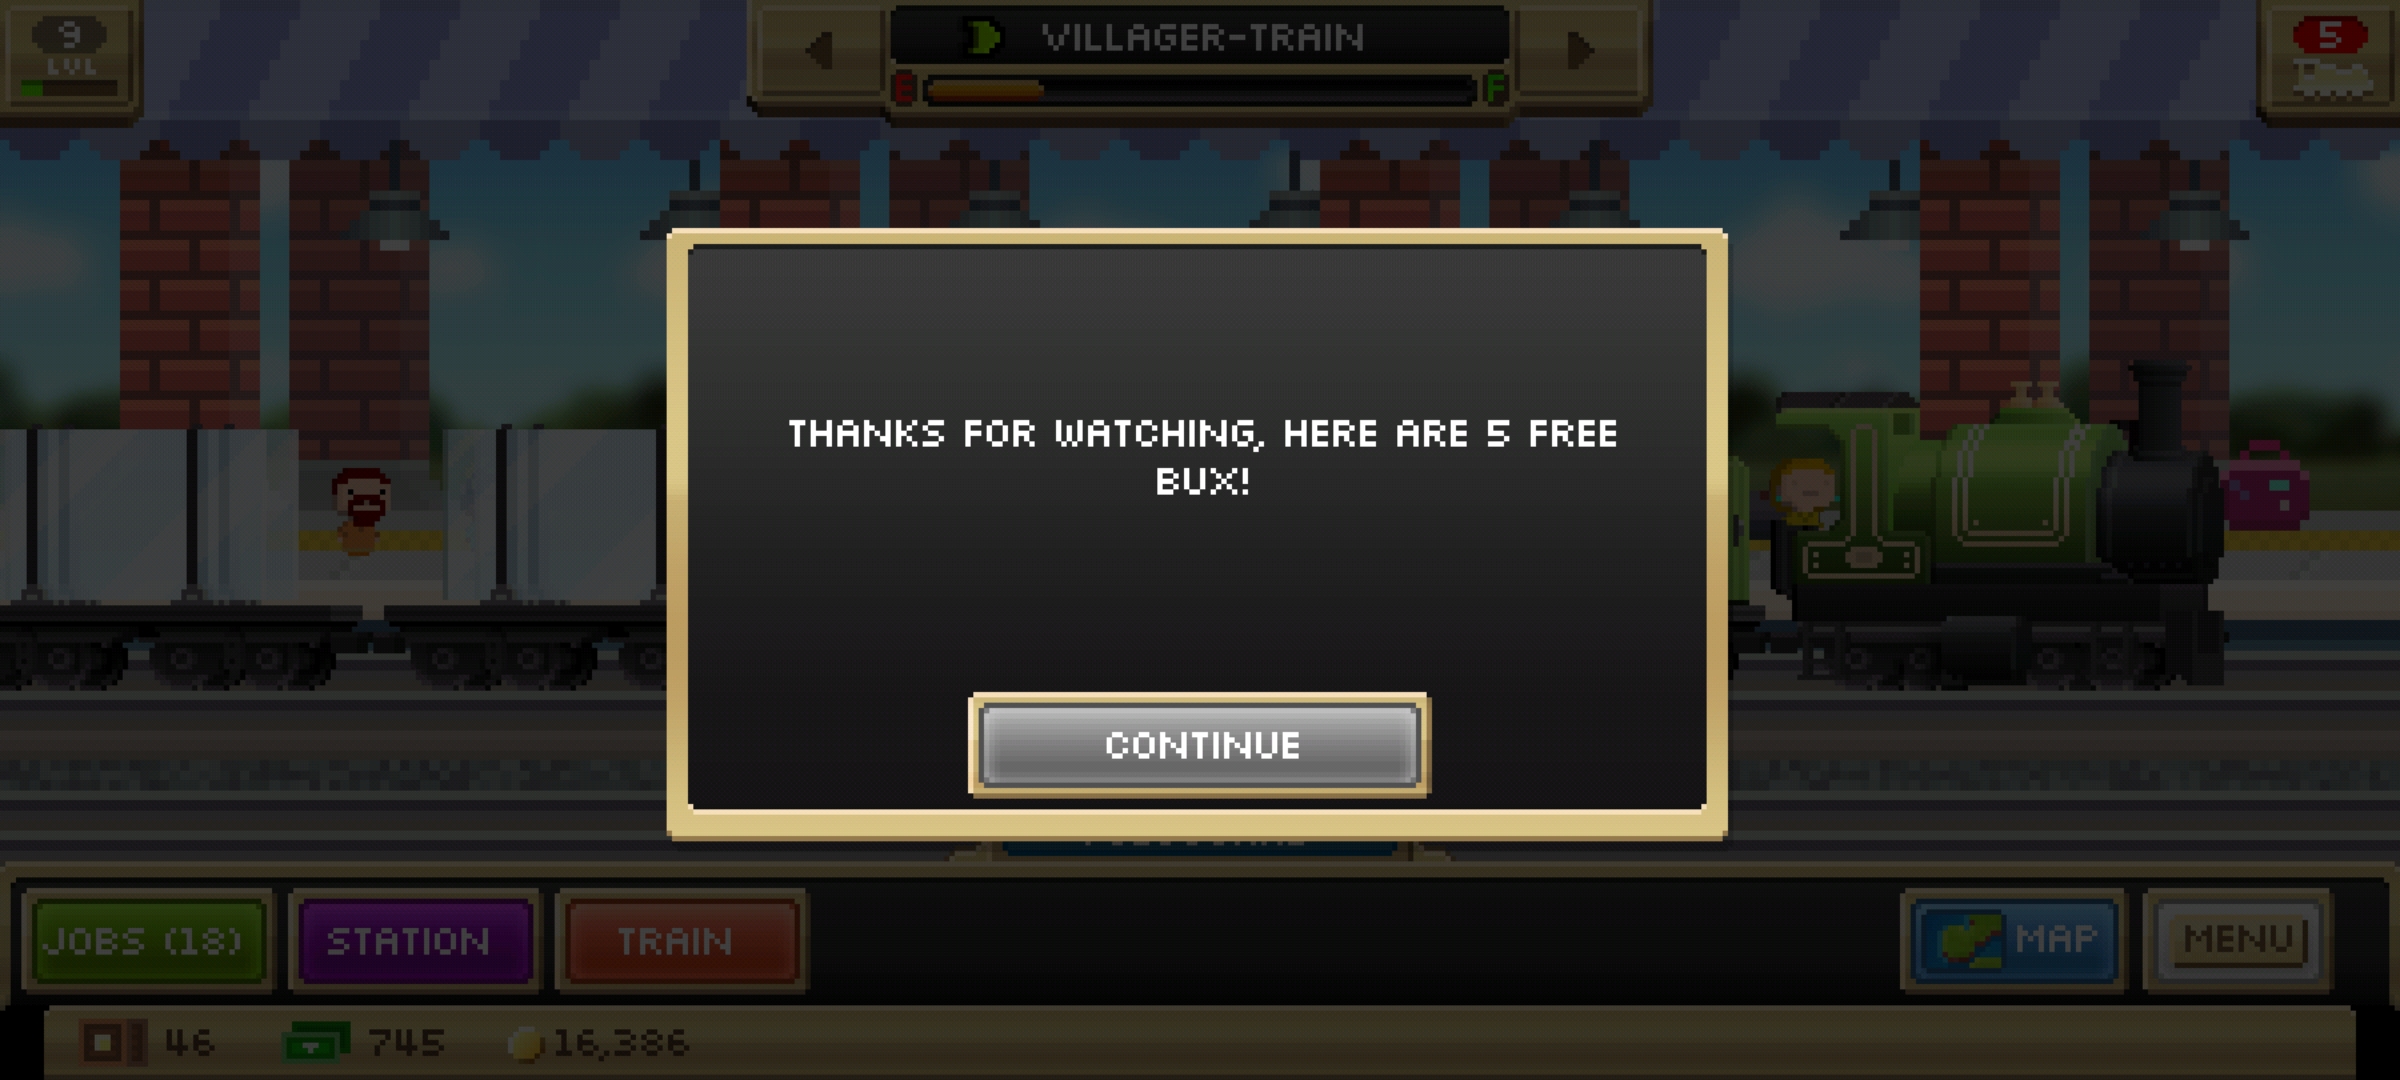 9
LVL
VILLAGER-TRAIN
E F
5
THANKS FOR WATCHING, HERE ARE 5 FREE
BUX!
CONTINUE
JOBS (18) STATION TRAIN MAP MENU
46 745 16,386